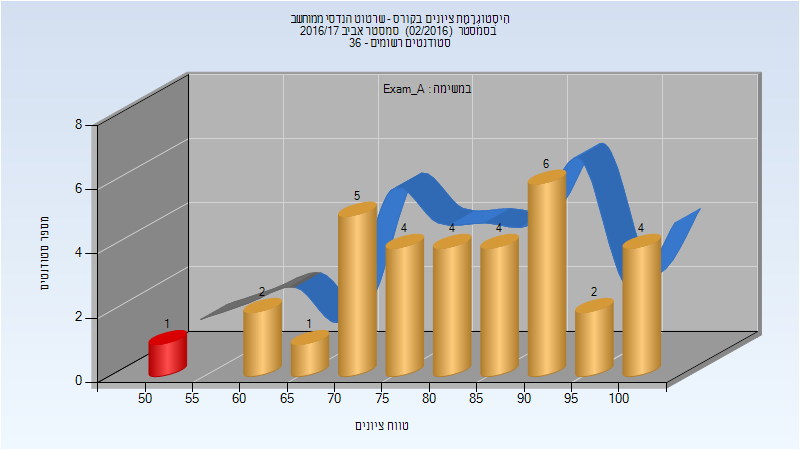 היסטוגרמת ציונים בקורס - שרטוט הנדסי ממוחשב
בסמסטר (02/2016) סמסטר אביב 2016/17
סטודנטים רשומים - 36
במשימה : Exam_A
8
6
4
2
0
מספר סטודנטים
1
2
1
5
4
4
4
6
2
4
50 55 60 65 70 75 80 85 90 95 100
טווח ציונים